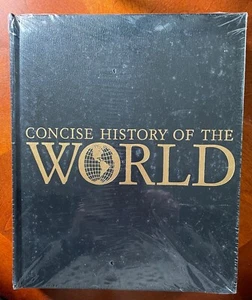 CONCISE HISTORY OF THE
WORLD